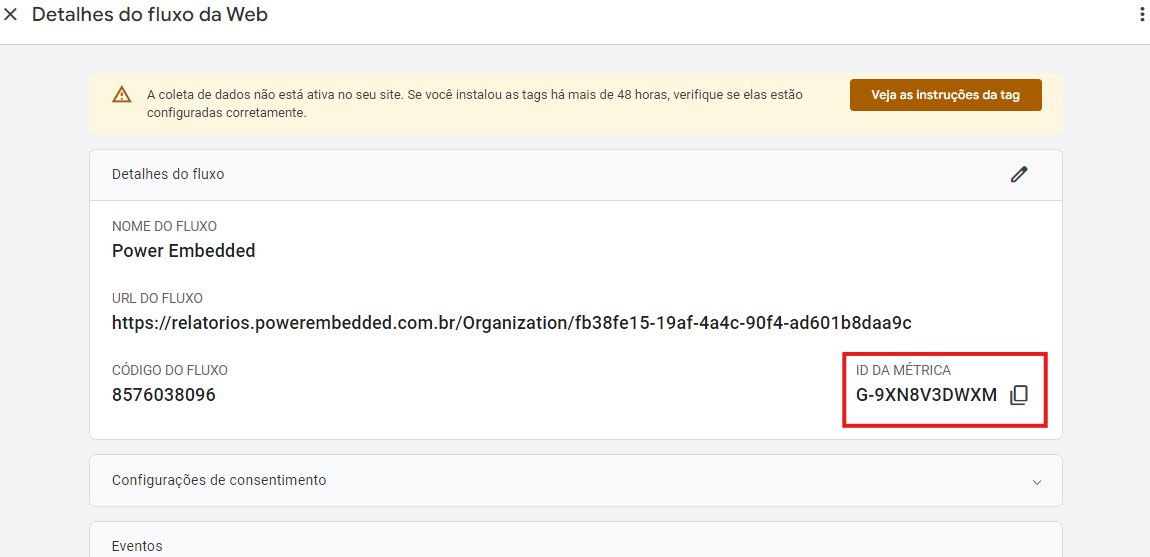 Detalhes do fluxo da Web
A coleta de dados não está ativa no seu site. Se você instalou as tags há mais de 48 horas, verifique se elas estão
configuradas corretamente.
Veja as instruções da tag
Detalhes do fluxo
NOME DO FLUXO
Power Embedded
URL DO FLUXO
https://relatorios.powerembedded.com.br/Organization/fb38fe15-19af-4a4c-90f4-ad601b8daa9c
CÓDIGO DO FLUXO
8576038096
ID DA MÉTRICA
G-9XN8V3DWXM
Configurações de consentimento
Eventos